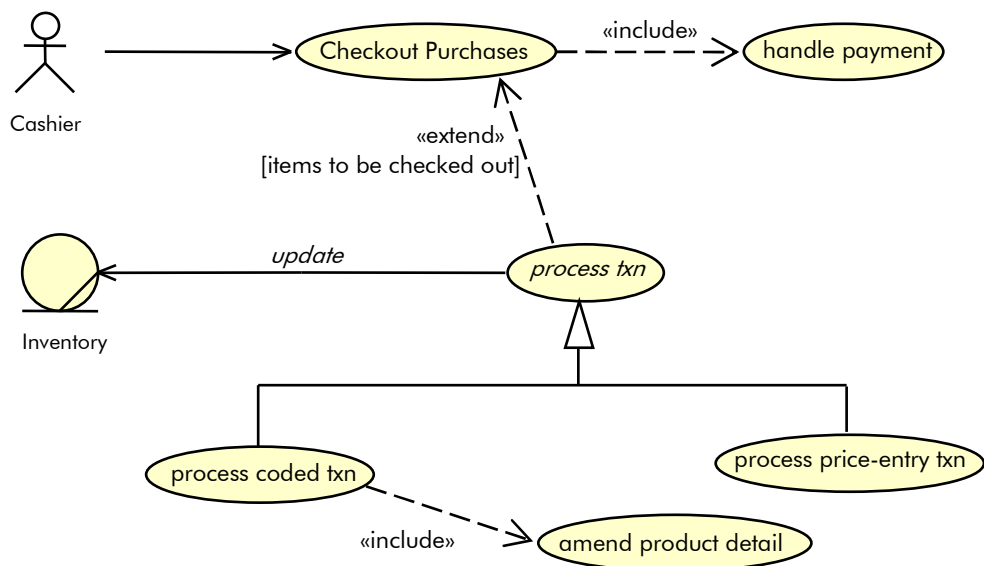 Checkout Purchases
«include»
handle payment
Cashier
«extend»
[items to be checked out]
update
process txn
Inventory
process coded txn
process price-entry txn
«include»
amend product detail